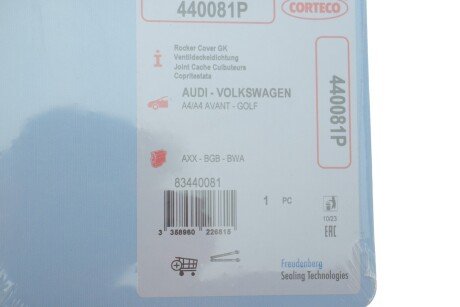 440081P
CORTECO
Rocker Cover GK
Ventildeckeldichtung
Joint Cache Culbuteurs
Copritestata
440081P
AUDI - VOLKSWAGEN
A4/A4 AVANT - GOLF
AXX - BGB - BWA
83440081
1 PC
10/23
EAC
3 358960 226815
Freudenberg
Sealing Technologies